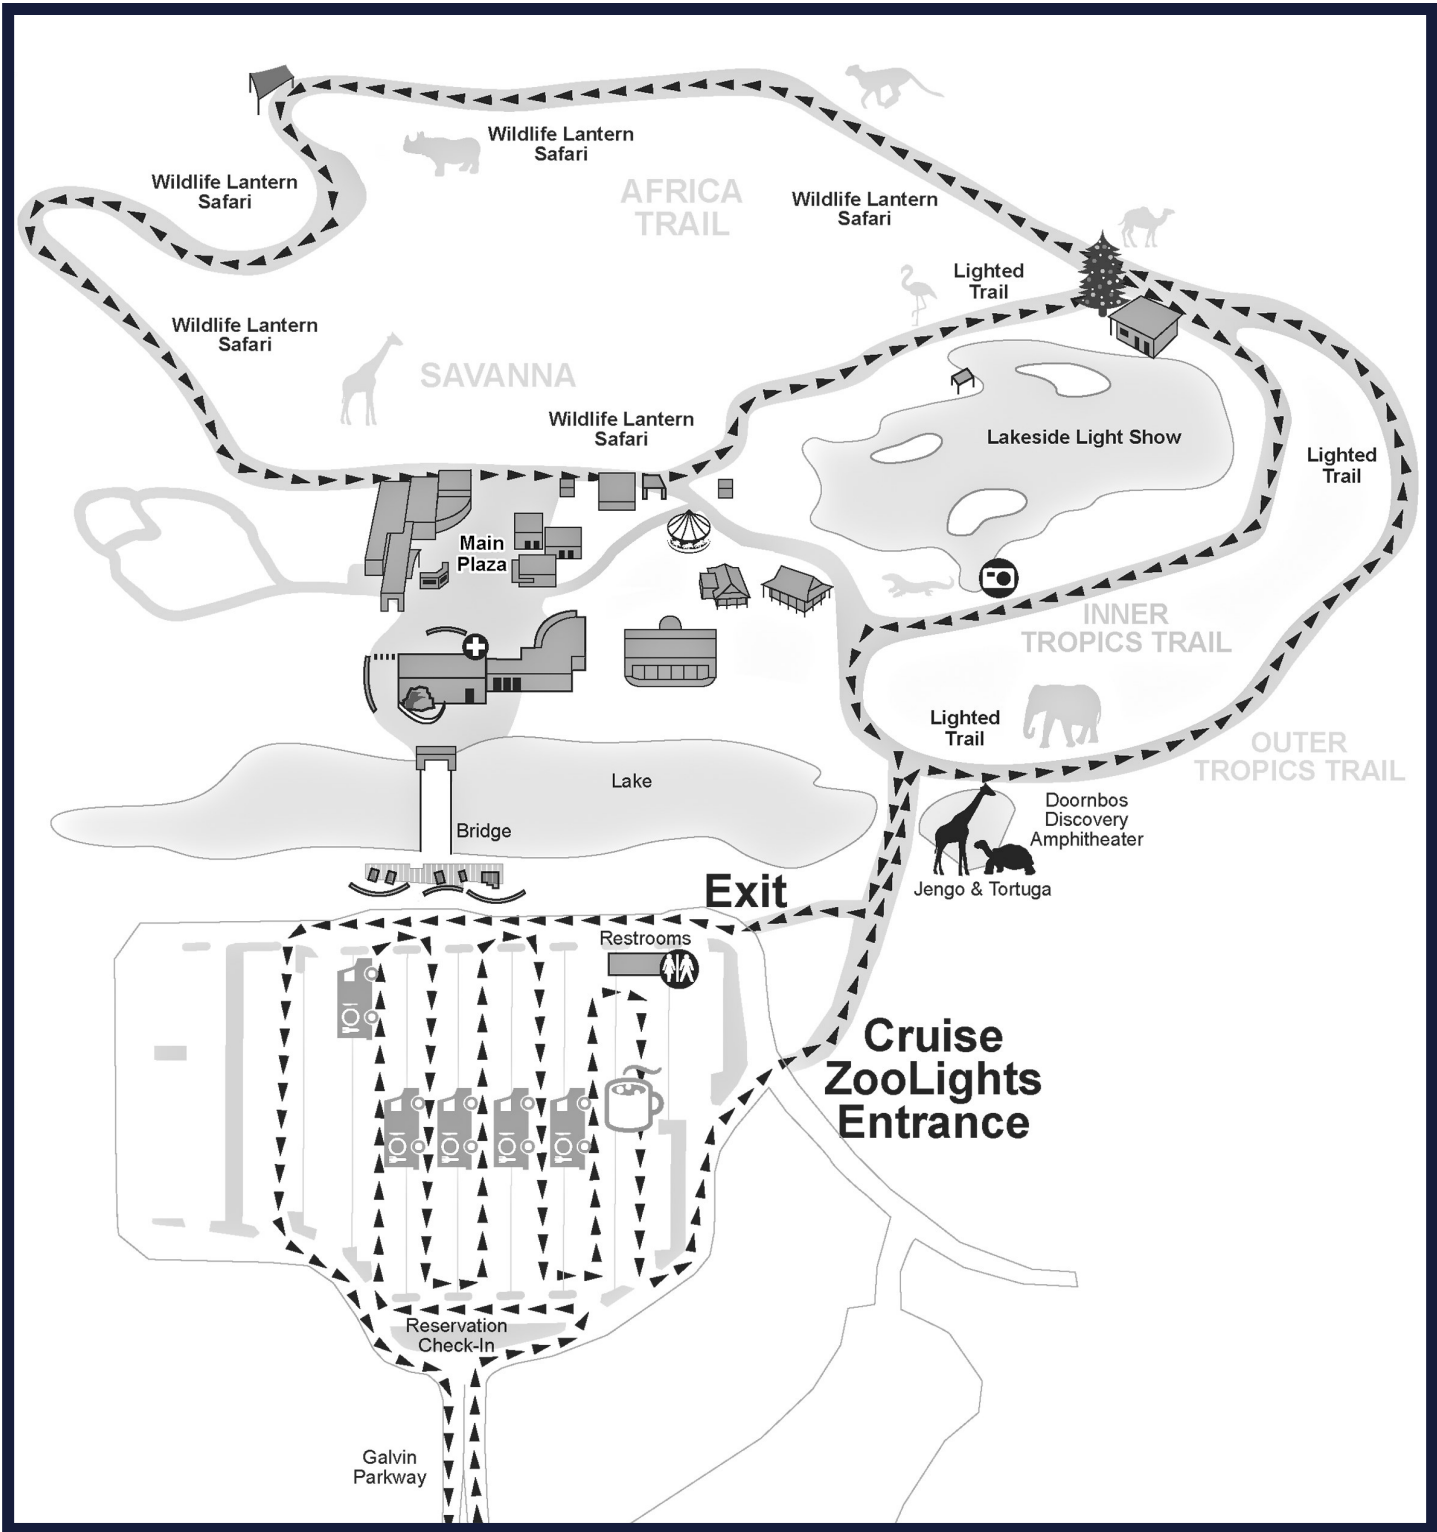 Wildlife Lantern
Safari
Wildlife Lantern
Safari
AFRICA
TRAIL
Wildlife Lantern
Safari
Lighted
Trail
Wildlife Lantern
Safari
SAVANNA
Wildlife Lantern
Safari
Lakeside Light Show
Lighted
Trail
Main
Plaza
INNER
TROPICS TRAIL
Lighted
Trail
OUTER
TROPICS TRAIL
Lake
Bridge
Doornbos
Discovery
Amphitheater
Jengo & Tortuga
Exit
Restrooms
Cruise
ZooLights
Entrance
Reservation
Check-In
Galvin
Parkway